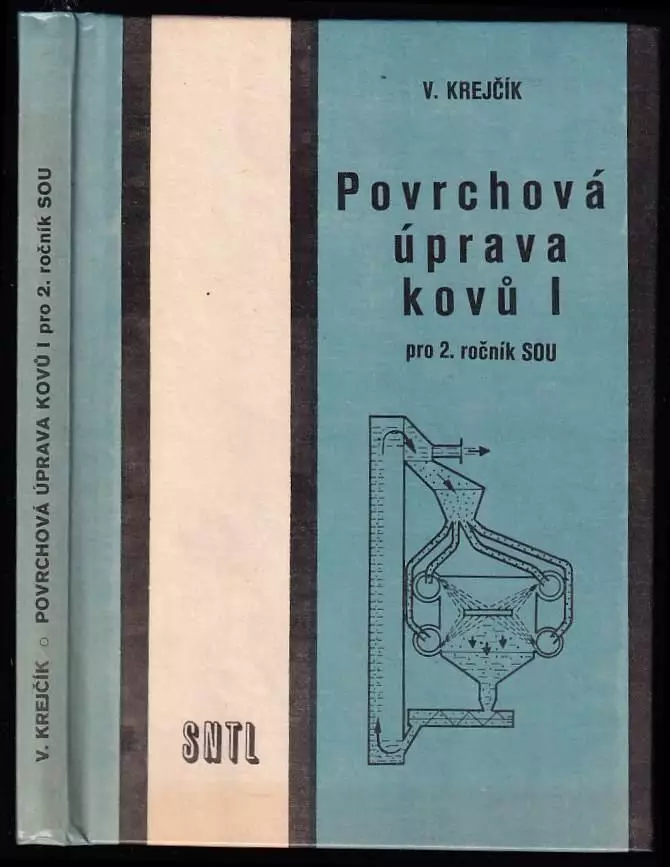 V. KREJČÍK
Povrchová
úprava
kovů I
pro 2. ročník SOU
SNTL
V. KREJČÍK ○ POVRCHOVÁ ÚPRAVA KOVŮ I pro 2. ročník SOU